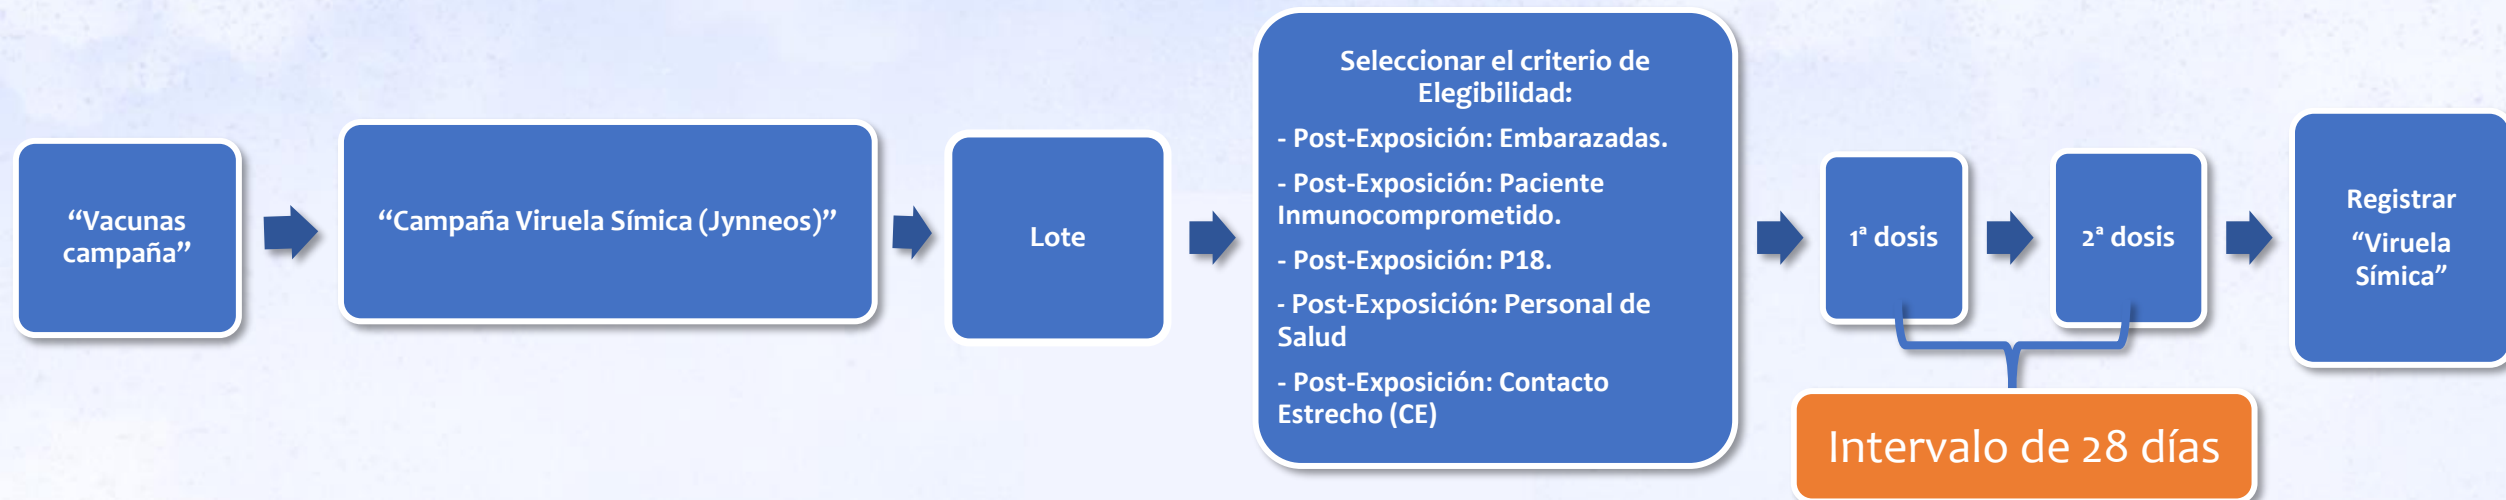 “Vacunas
campaña”
“Campaña Viruela Símica (Jynneos)”
Lote
Seleccionar el criterio de
Elegibilidad:
- Post-Exposición: Embarazadas.
- Post-Exposición: Paciente
Inmunocomprometido.
- Post-Exposición: P18.
- Post-Exposición: Personal de
Salud
- Post-Exposición: Contacto
Estrecho (CE)
1ª dosis
2ª dosis
Intervalo de 28 días
Registrar
“Viruela
Símica”